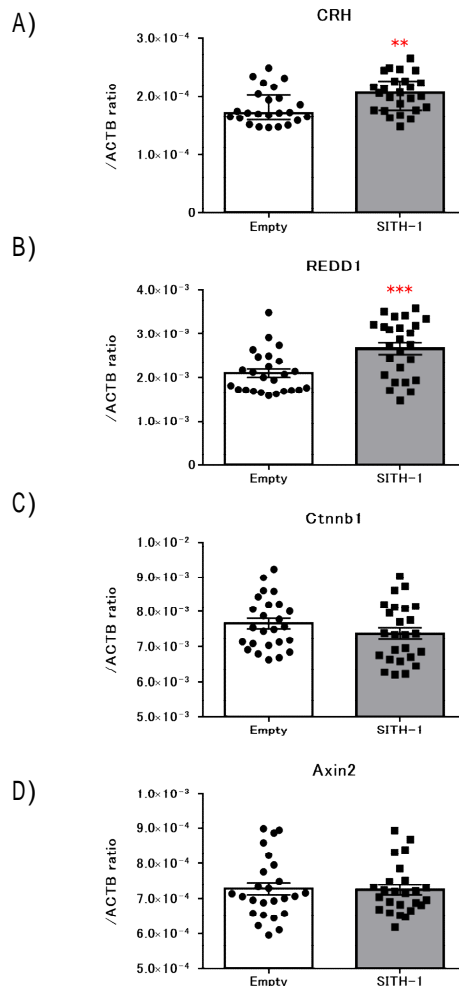 A)
CRH
**
/ACTB ratio
3.0×10⁻⁴
2.0×10⁻⁴
1.0×10⁻⁴
0
Empty SITH-1
B)
REDD1
***
/ACTB ratio
4.0×10⁻³
3.0×10⁻³
2.0×10⁻³
1.0×10⁻³
0
Empty SITH-1
C)
Ctnnb1
/ACTB ratio
1.0×10⁻²
9.0×10⁻³
8.0×10⁻³
7.0×10⁻³
6.0×10⁻³
5.0×10⁻³
Empty SITH-1
D)
Axin2
/ACTB ratio
1.0×10⁻³
9.0×10⁻⁴
8.0×10⁻⁴
7.0×10⁻⁴
6.0×10⁻⁴
5.0×10⁻⁴
Empty SITH-1